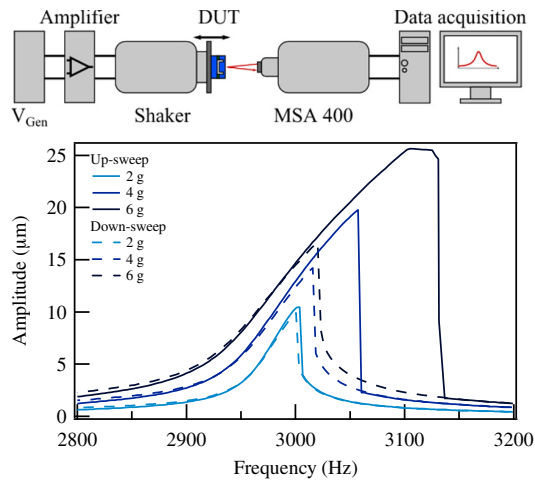 Amplifier DUT Data acquisition
V_Gen Shaker MSA 400
Amplitude (μm)
25
20
15
10
5
0
Up-sweep
2 g
4 g
6 g
Down-sweep
2 g
4 g
6 g
2800 2900 3000 3100 3200
Frequency (Hz)